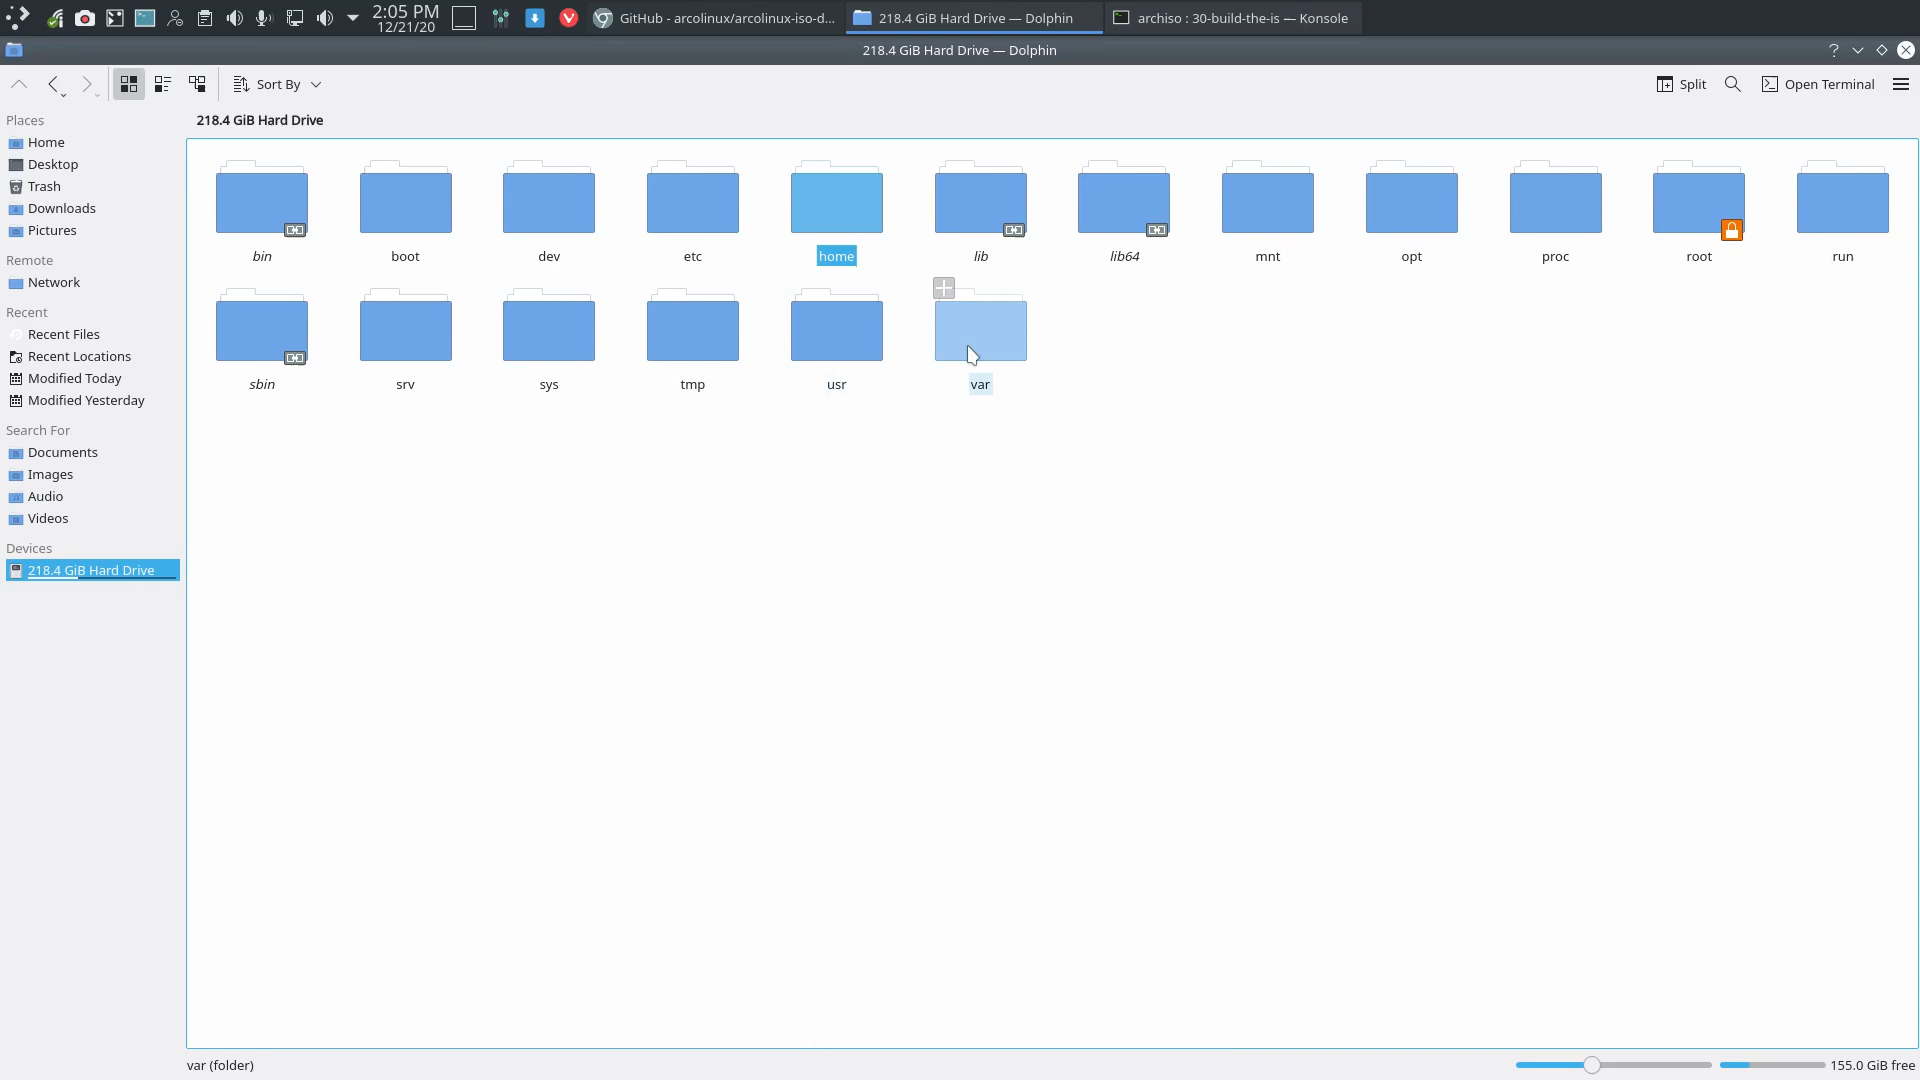 2:05 PM
12/21/20
GitHub - arcolinux/arcolinux-iso-d...
218.4 GiB Hard Drive — Dolphin
archiso : 30-build-the-is — Konsole
218.4 GiB Hard Drive — Dolphin
Sort By
Split
Open Terminal
Places
Home
Desktop
Trash
Downloads
Pictures
Remote
Network
Recent
Recent Files
Recent Locations
Modified Today
Modified Yesterday
Search For
Documents
Images
Audio
Videos
Devices
218.4 GiB Hard Drive
218.4 GiB Hard Drive
bin
boot
dev
etc
home
lib
lib64
mnt
opt
proc
root
run
sbin
srv
sys
tmp
usr
var
var (folder)
155.0 GiB free